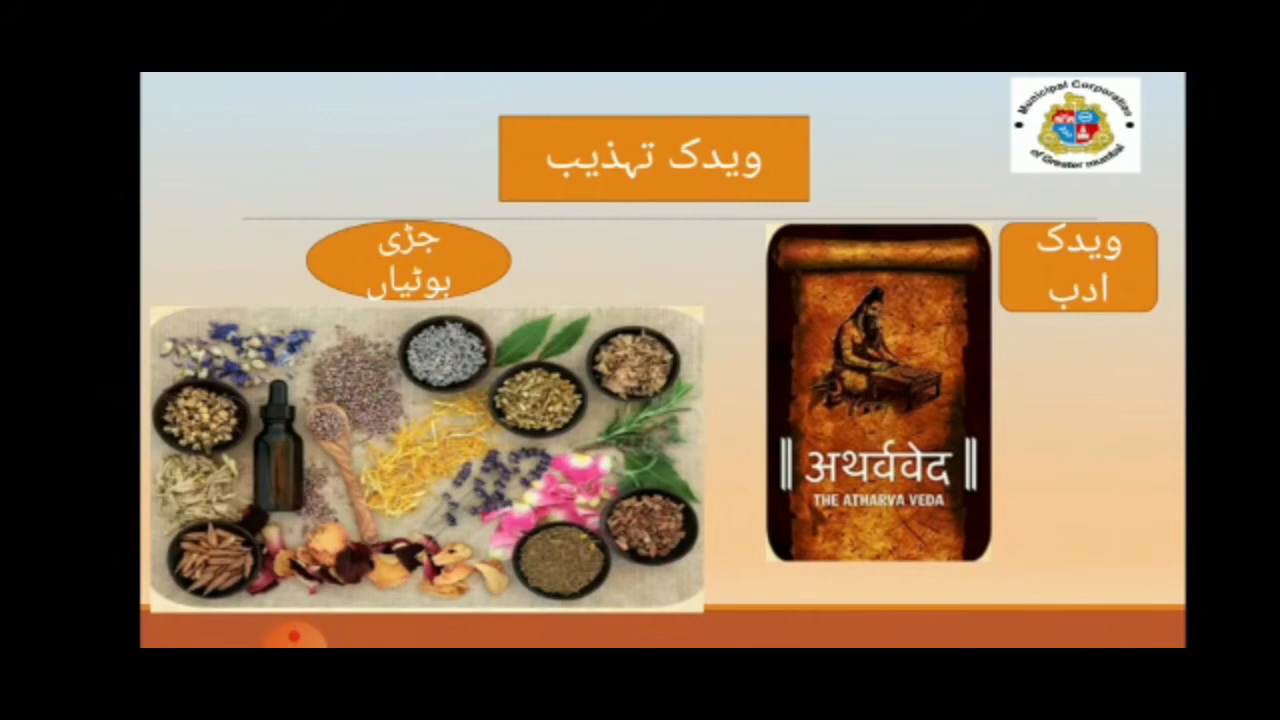 ویدک تہذیب
Municipal Corporation
of Greater mumbai
ویدک
ادب
جڑی
بوٹیاں
॥ अथर्ववेद ॥
THE ATHARVA VEDA